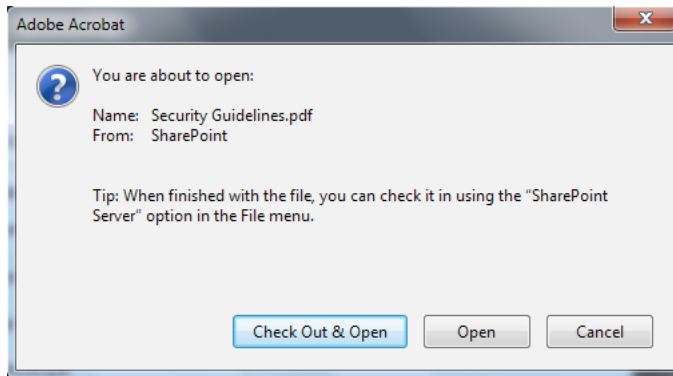 Adobe Acrobat
You are about to open:
Name: Security Guidelines.pdf
From: SharePoint
Tip: When finished with the file, you can check it in using the “SharePoint
Server” option in the File menu.
Check Out & Open Open Cancel